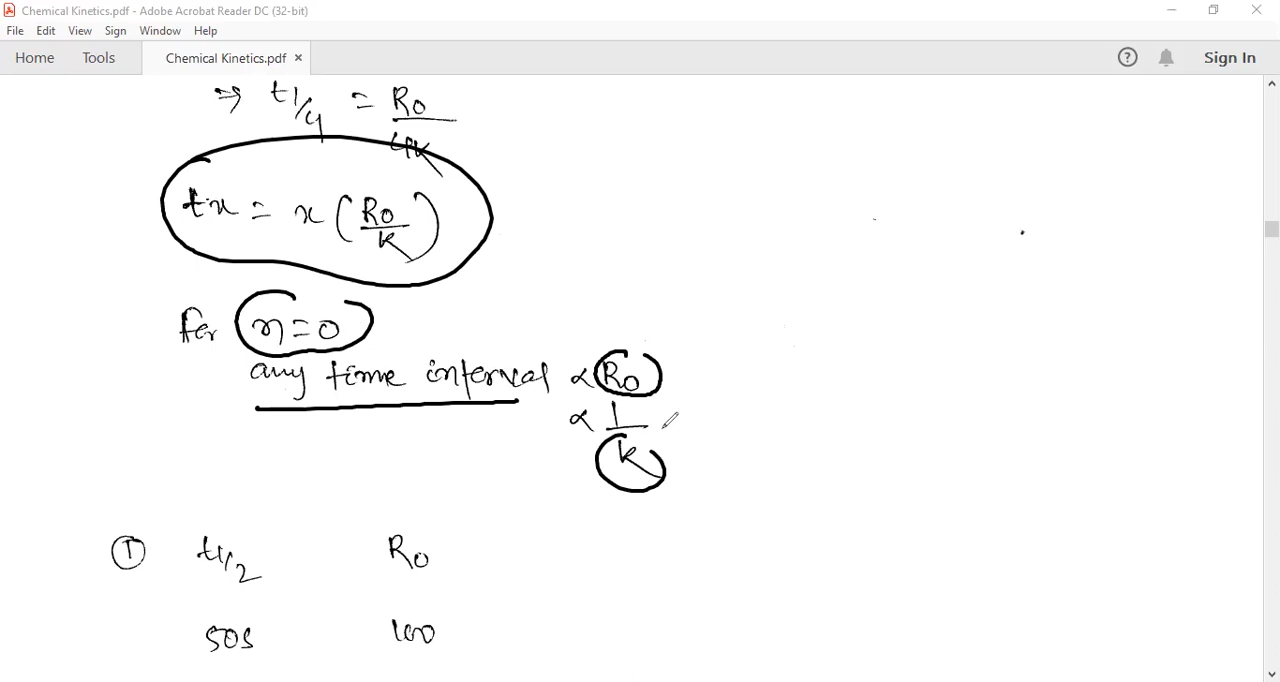 Chemical Kinetics.pdf - Adobe Acrobat Reader DC (32-bit)
File Edit View Sign Window Help
Home Tools Chemical Kinetics.pdf × Sign In
⇒ t1/4 = R0/4k
tx = x (R0/k)
for n=0
any time interval ∝ R0
∝ 1/k
① t1/2 R0
50s 100